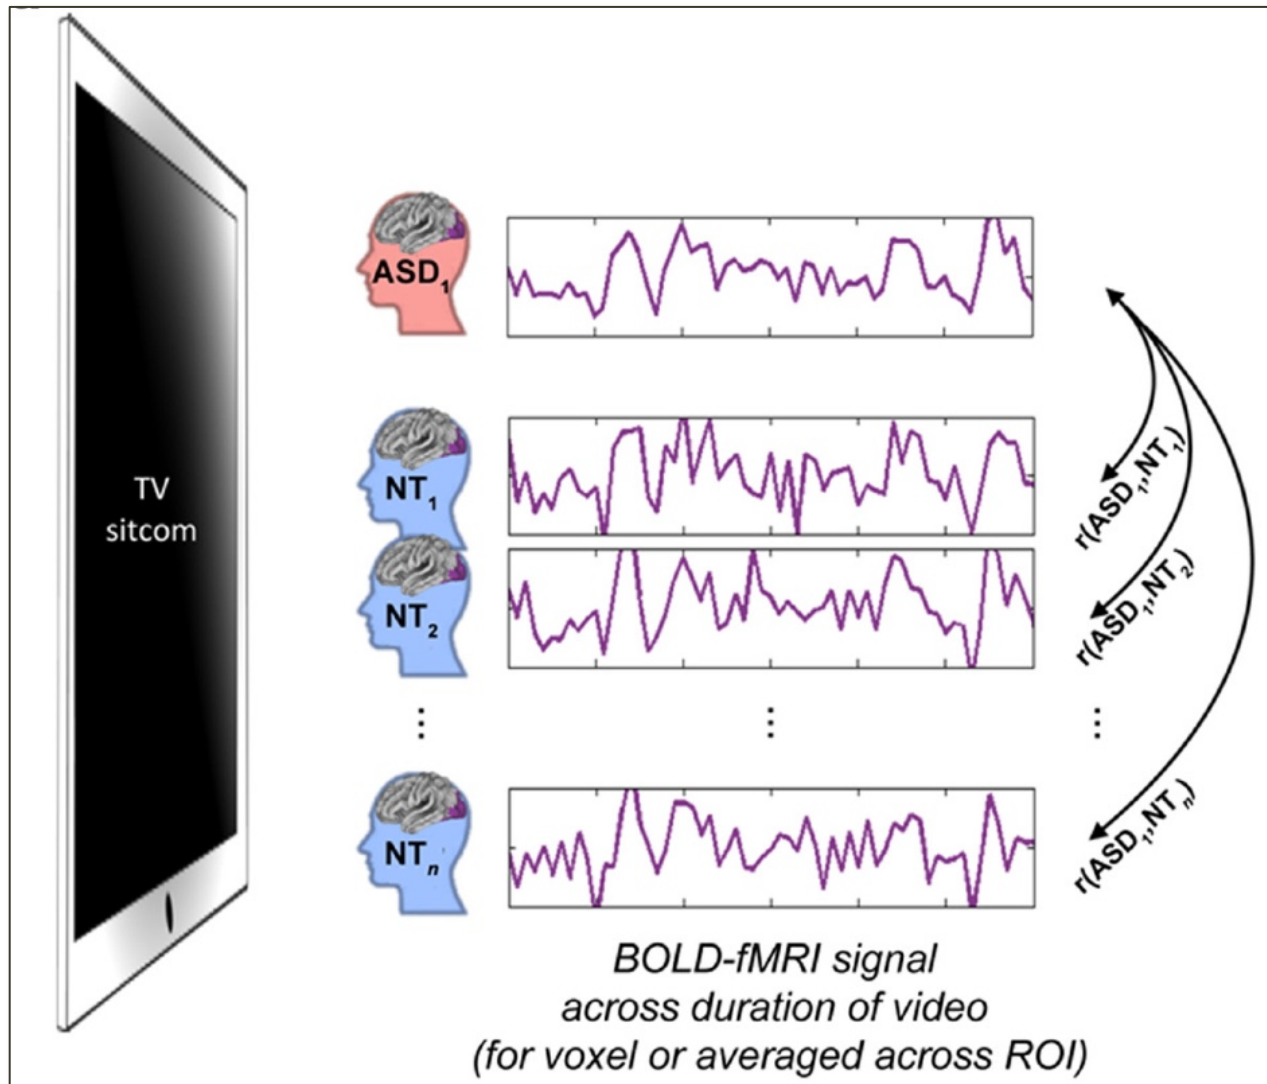 TV
sitcom
ASD1
NT1
NT2
⋮
⋮
⋮
NTn
r(ASD1,NT1)
r(ASD1,NT2)
r(ASD1,NTn)
BOLD-fMRI signal
across duration of video
(for voxel or averaged across ROI)